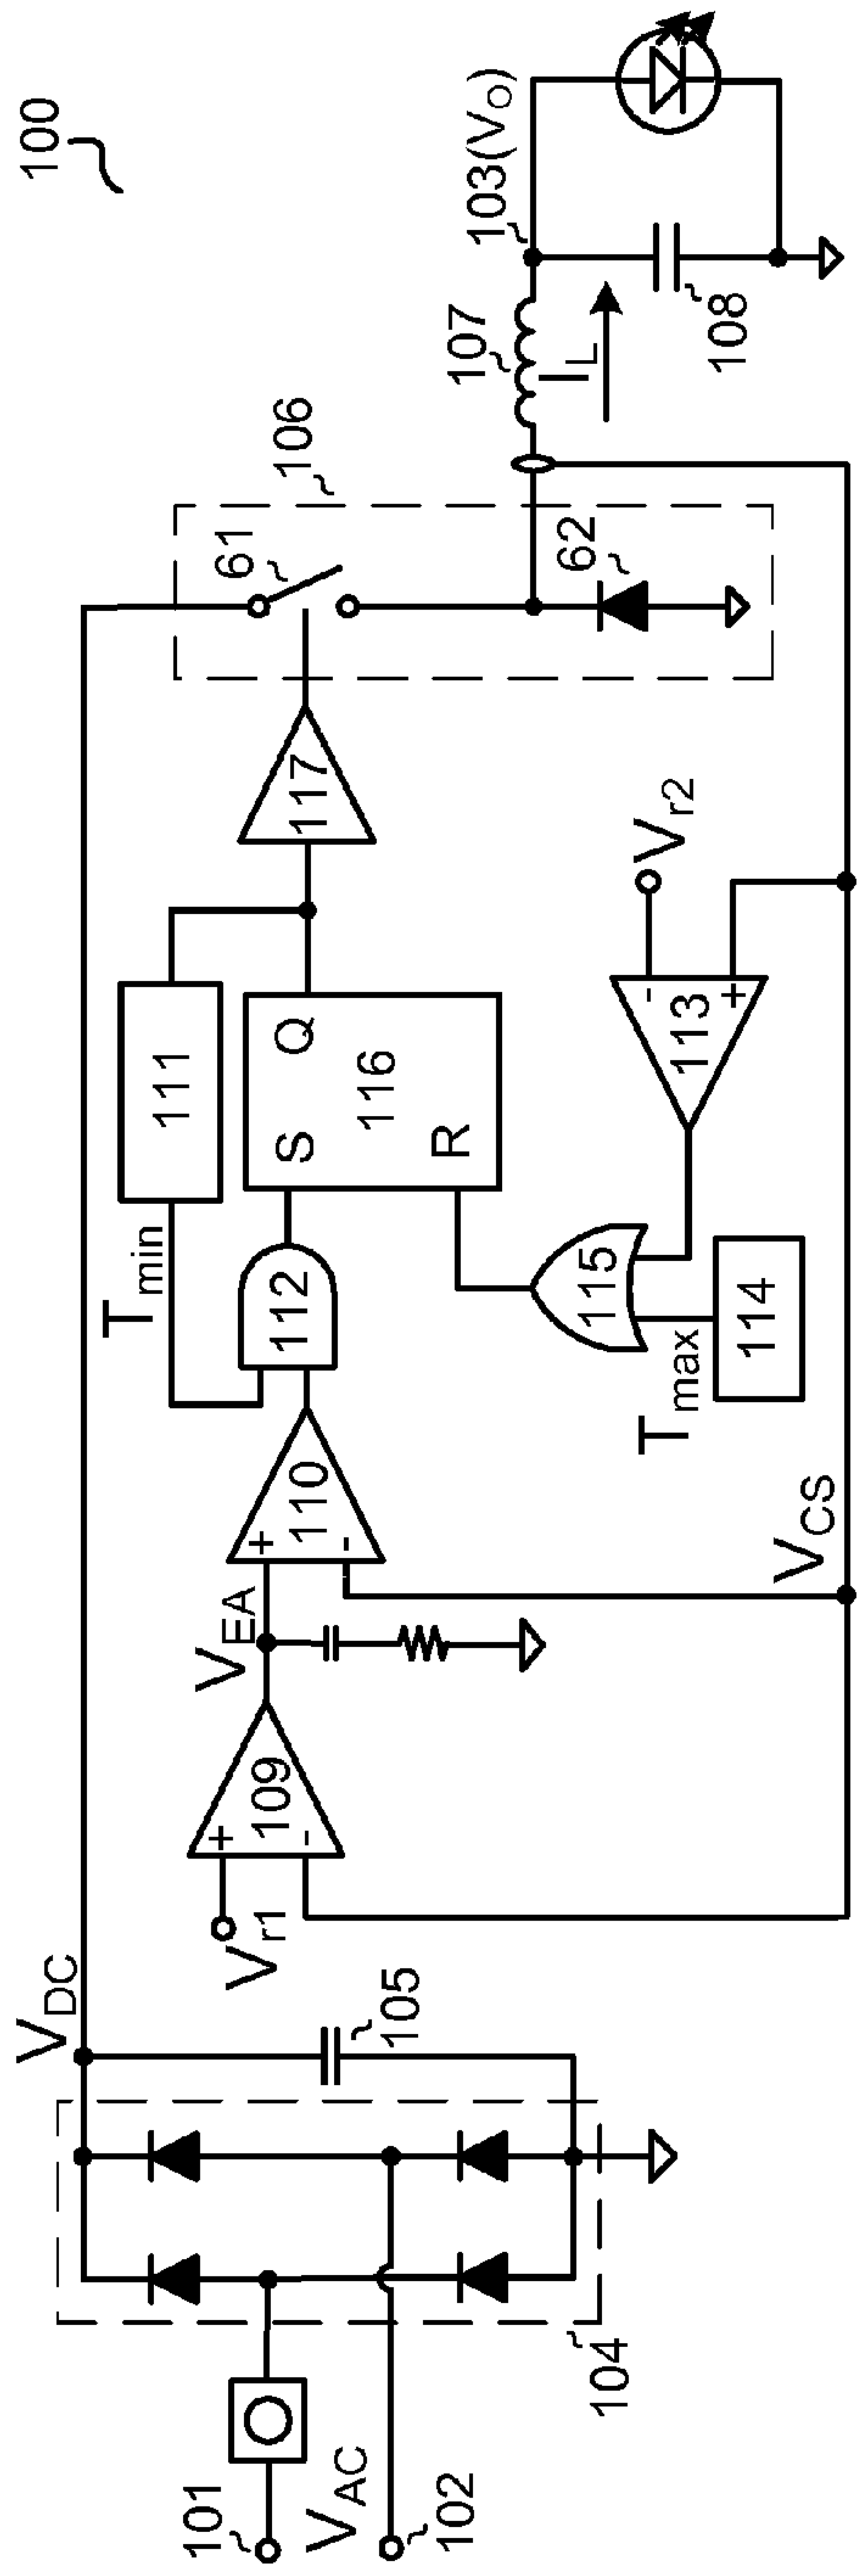 100
V_DC
106
61
62
107
I_L
103(V_O)
108
T_min
111
117
S
Q
116
R
112
V_EA
+
110
-
V_r1
+
109
-
115
T_max
114
113
-
+
V_r2
V_CS
105
104
101
V_AC
102